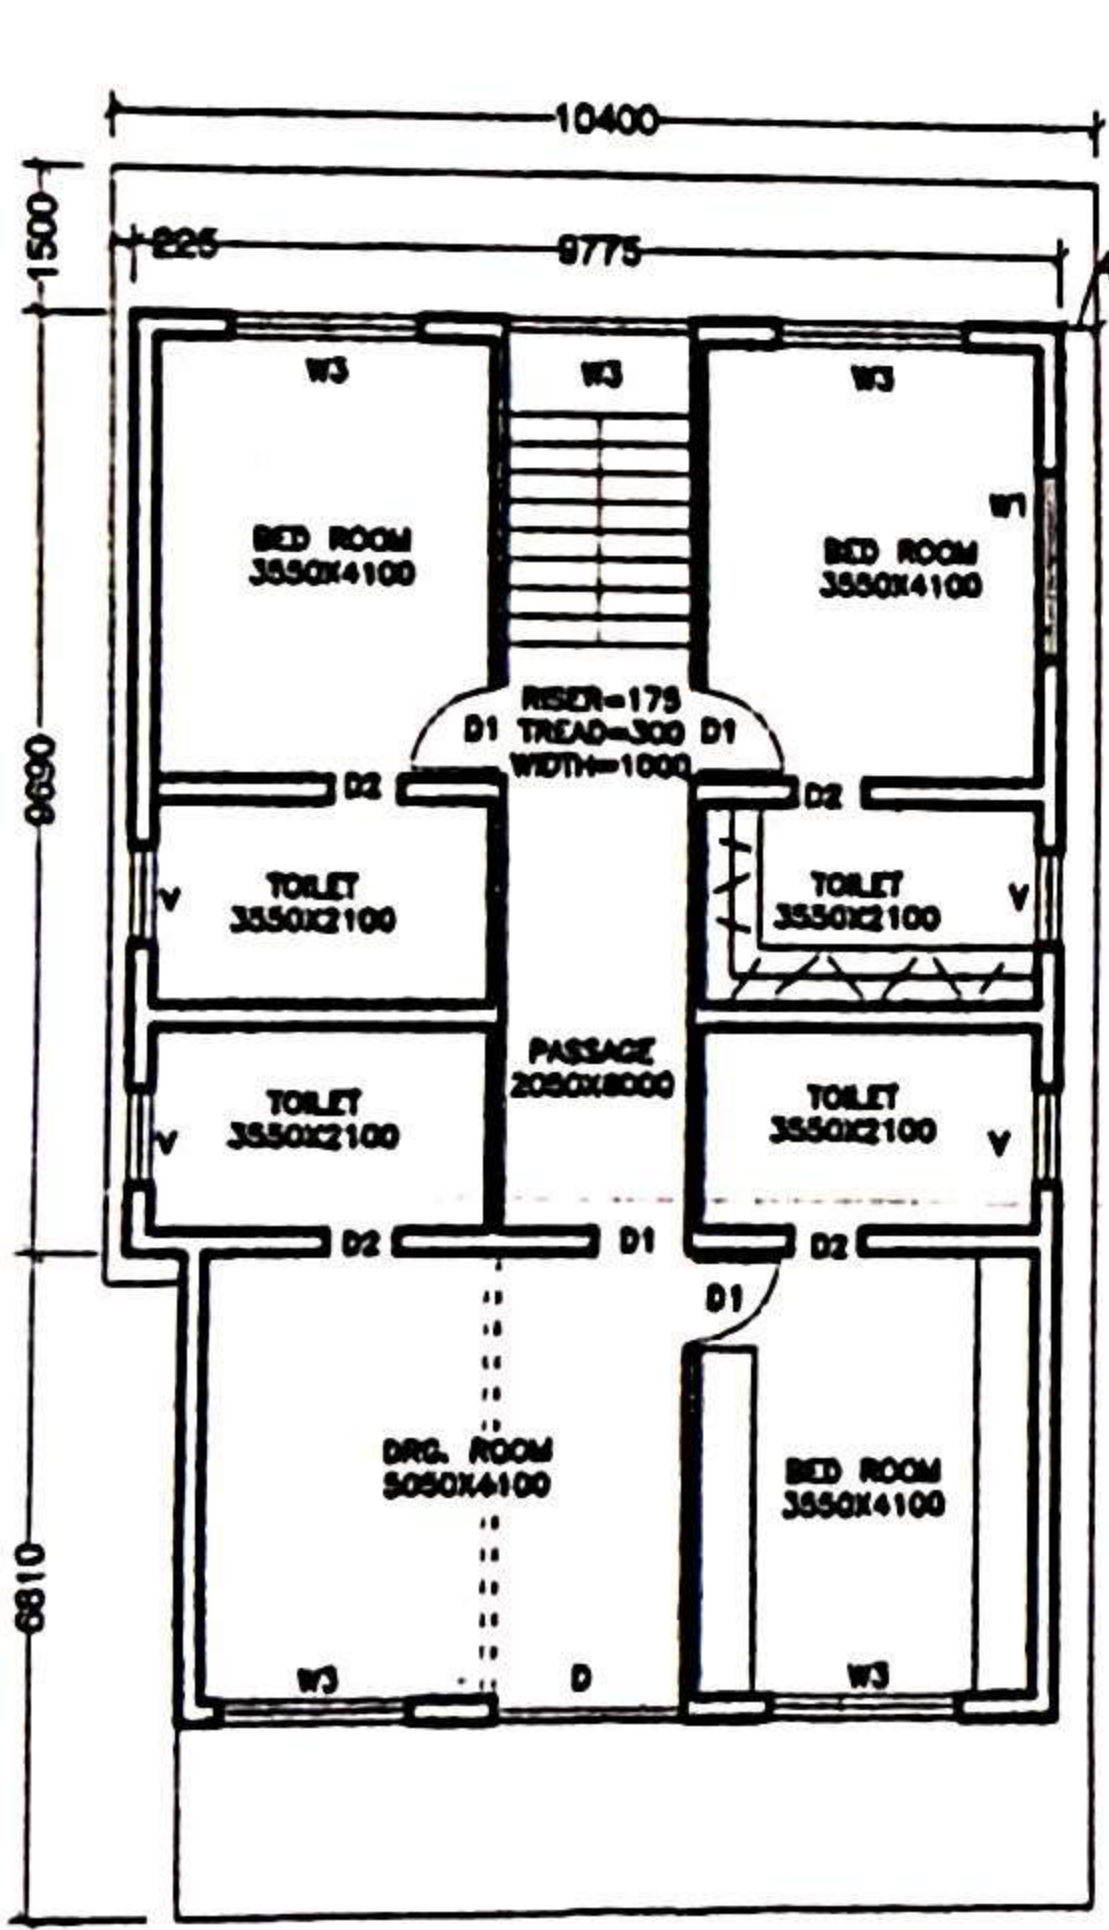 10400
1500
225
9775
W3
W3
W3
W1
BED ROOM
3550X4100
BED ROOM
3550X4100
RISER=175
D1
TREAD=300
D1
WIDTH=1000
D2
D2
9690
TOILET
3550X2100
V
TOILET
3550X2100
V
PASSAGE
2050X8000
TOILET
3550X2100
V
TOILET
3550X2100
V
D2
D1
D2
D1
DRG. ROOM
5050X4100
BED ROOM
3550X4100
6810
W3
D
W3